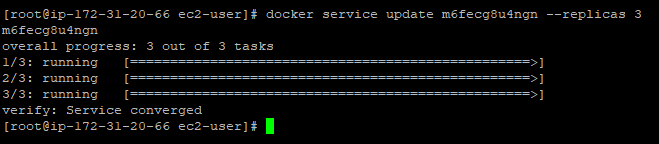 [root@ip-172-31-20-66 ec2-user]# docker service update m6fecg8u4ngn --replicas 3
m6fecg8u4ngn
overall progress: 3 out of 3 tasks
1/3: running   [==================================================>]
2/3: running   [==================================================>]
3/3: running   [==================================================>]
verify: Service converged
[root@ip-172-31-20-66 ec2-user]#